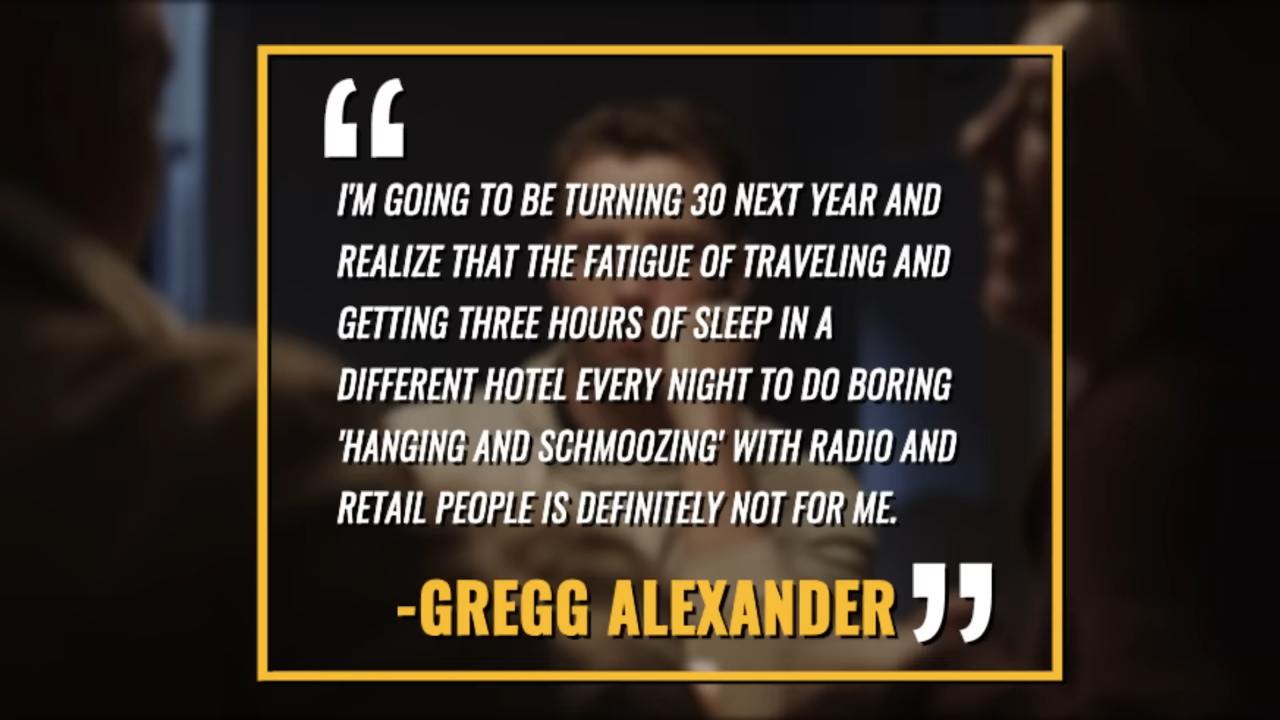 “
I'M GOING TO BE TURNING 30 NEXT YEAR AND
REALIZE THAT THE FATIGUE OF TRAVELING AND
GETTING THREE HOURS OF SLEEP IN A
DIFFERENT HOTEL EVERY NIGHT TO DO BORING
'HANGING AND SCHMOOZING' WITH RADIO AND
RETAIL PEOPLE IS DEFINITELY NOT FOR ME.
-GREGG ALEXANDER ”